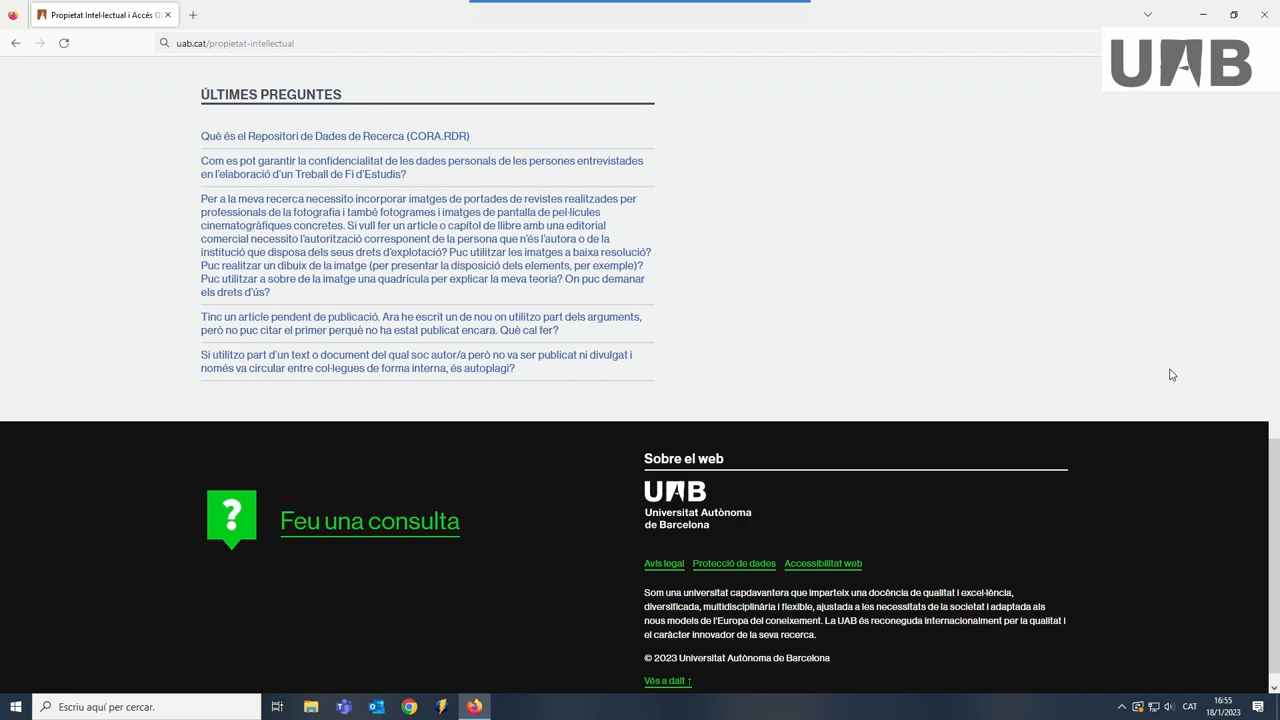 Propietat Intel·lectual i Accés O
uab.cat/propietat-intellectual
UAB
ÚLTIMES PREGUNTES
Què és el Repositori de Dades de Recerca (CORA.RDR)
Com es pot garantir la confidencialitat de les dades personals de les persones entrevistades
en l'elaboració d'un Treball de Fi d'Estudis?
Per a la meva recerca necessito incorporar imatges de portades de revistes realitzades per
professionals de la fotografia i també fotogrames i imatges de pantalla de pel·lícules
cinematogràfiques concretes. Si vull fer un article o capítol de llibre amb una editorial
comercial necessito l'autorització corresponent de la persona que n'és l'autora o de la
institució que disposa dels seus drets d'explotació? Puc utilitzar les imatges a baixa resolució?
Puc realitzar un dibuix de la imatge (per presentar la disposició dels elements, per exemple)?
Puc utilitzar a sobre de la imatge una quadrícula per explicar la meva teoria? On puc demanar
els drets d'ús?
Tinc un article pendent de publicació. Ara he escrit un de nou on utilitzo part dels arguments,
però no puc citar el primer perquè no ha estat publicat encara. Què cal fer?
Si utilitzo part d'un text o document del qual soc autor/a però no va ser publicat ni divulgat i
només va circular entre col·legues de forma interna, és autoplagi?
?
Feu una consulta
Sobre el web
UAB
Universitat Autònoma
de Barcelona
Avís legal Protecció de dades Accessibilitat web
Som una universitat capdavantera que imparteix una docència de qualitat i excel·lència,
diversificada, multidisciplinària i flexible, ajustada a les necessitats de la societat i adaptada als
nous models de l'Europa del coneixement. La UAB és reconeguda internacionalment per la qualitat i
el caràcter innovador de la seva recerca.
© 2023 Universitat Autònoma de Barcelona
Vés a dalt ↑
Escriu aquí per cercar.
CAT
16:55
18/1/2023